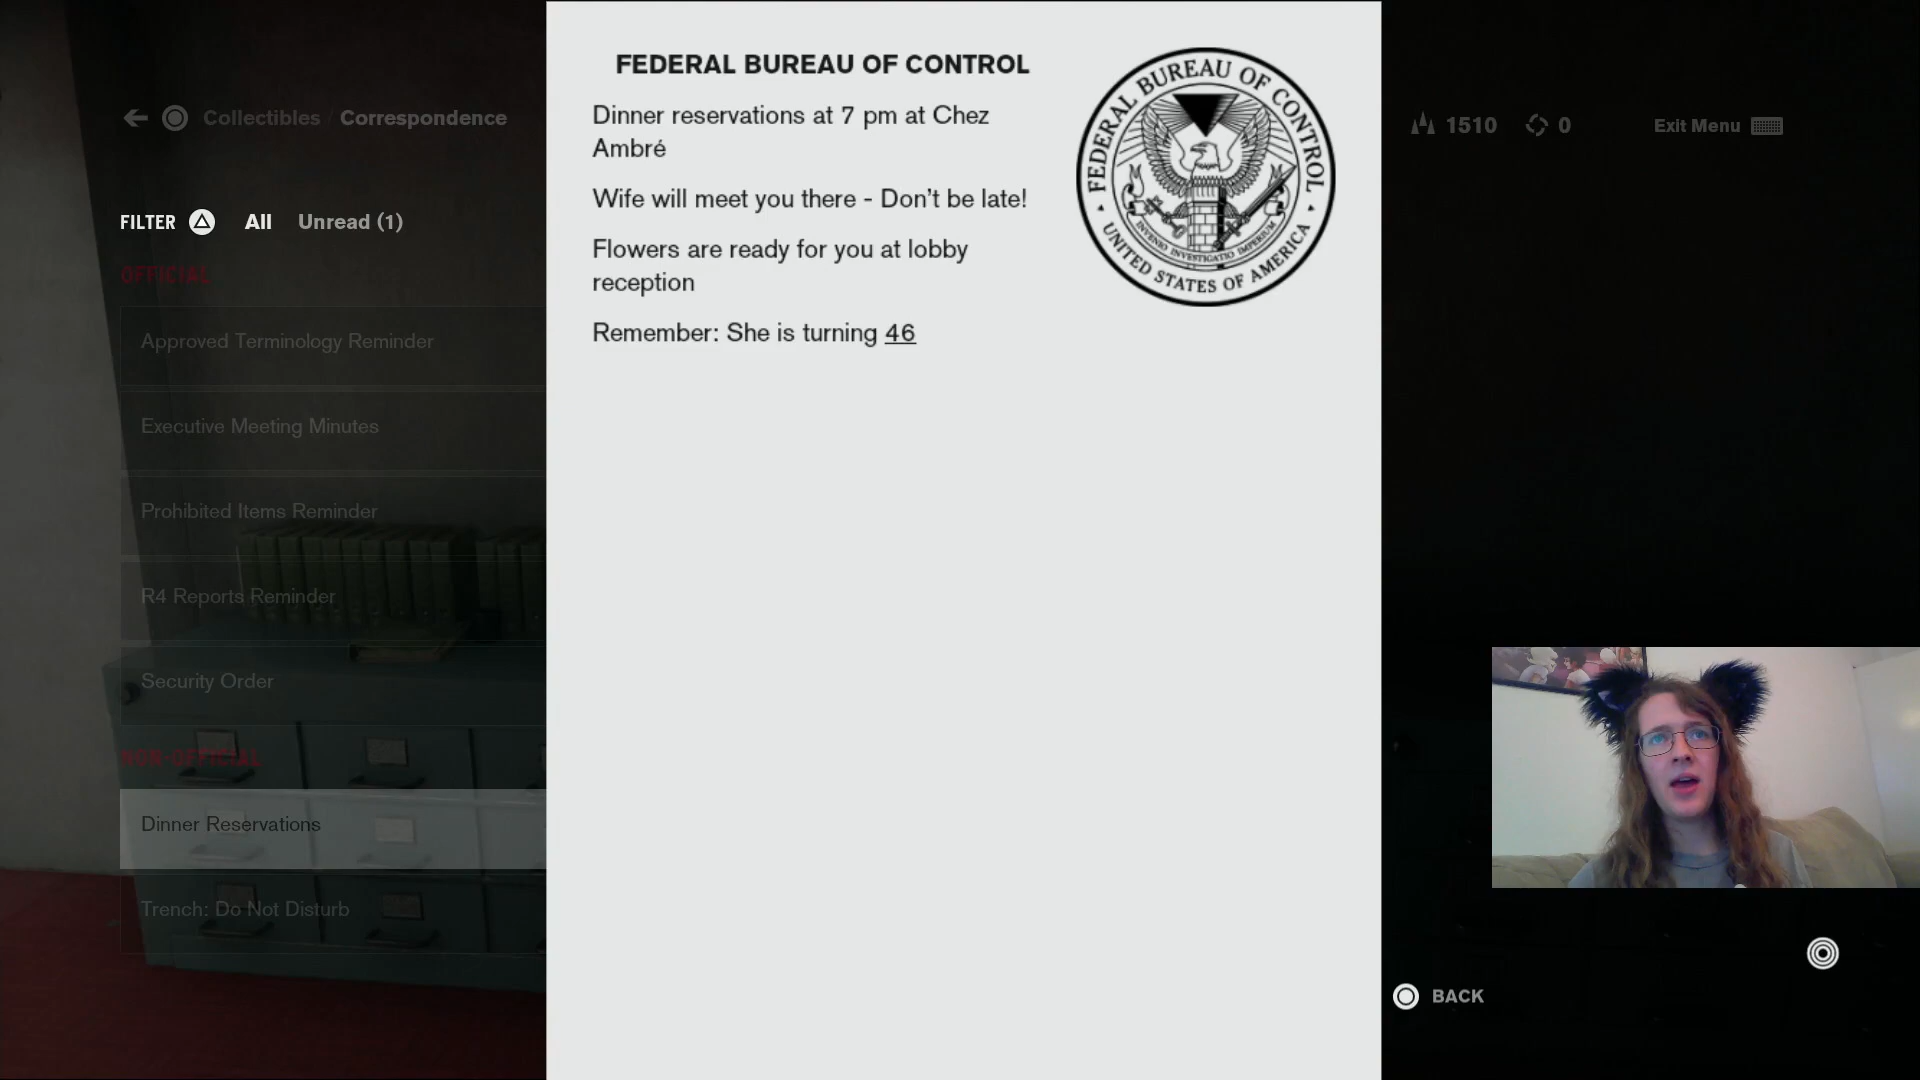 FEDERAL BUREAU OF CONTROL
Dinner reservations at 7 pm at Chez
Ambré
Wife will meet you there - Don't be late!
Flowers are ready for you at lobby
reception
Remember: She is turning 46
FEDERAL BUREAU OF CONTROL
UNITED STATES OF AMERICA
INVENIO INVESTIGATIO IMPERIUM
Collectibles / Correspondence
1510
0
Exit Menu
FILTER All Unread (1)
OFFICIAL
Approved Terminology Reminder
Executive Meeting Minutes
Prohibited Items Reminder
R4 Reports Reminder
Security Order
NON-OFFICIAL
Dinner Reservations
Trench: Do Not Disturb
BACK